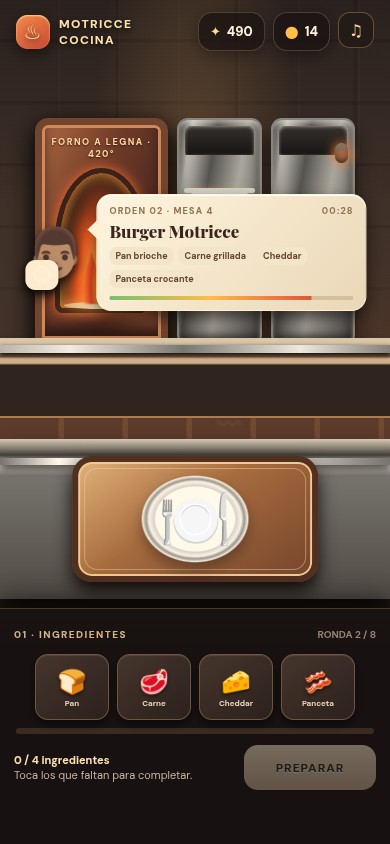 MOTRICCE
COCINA
490
14
FORNO A LEGNA ·
420°
ORDEN 02 · MESA 4
00:28
Burger Motricce
Pan brioche
Carne grillada
Cheddar
Panceta crocante
01 · INGREDIENTES
RONDA 2 / 8
Pan
Carne
Cheddar
Panceta
0 / 4 ingredientes
Toca los que faltan para completar.
PREPARAR